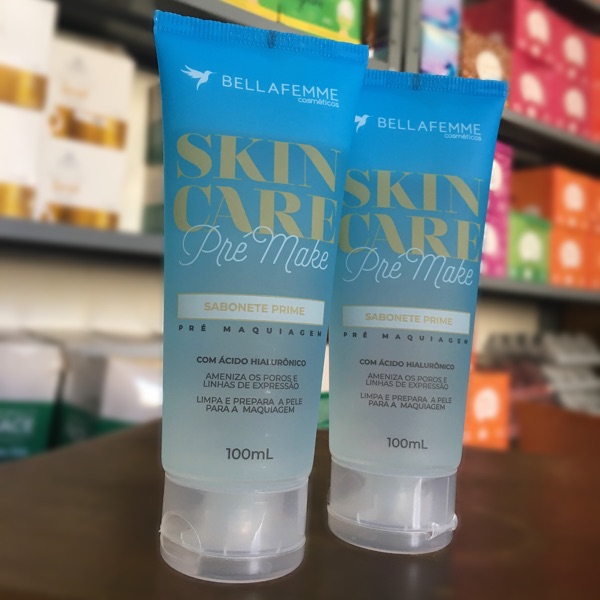 BELLAFEMME
cosméticos
SKIN
CARE
Pré Make
SABONETE PRIME
PRÉ MAQUIAGEM
COM ÁCIDO HIALURÔNICO
AMENIZA OS POROS E
LINHAS DE EXPRESSÃO
LIMPA E PREPARA A PELE
PARA A MAQUIAGEM
100mL
BELLAFEMME
cosméticos
SKIN
CARE
Pré Make
SABONETE PRIME
PRÉ MAQUIAGEM
COM ÁCIDO HIALURÔNICO
AMENIZA OS POROS E
LINHAS DE EXPRESSÃO
LIMPA E PREPARA A PELE
PARA A MAQUIAGEM
100mL